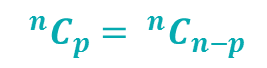 ⁿCₚ = ⁿCₙ₋ₚ